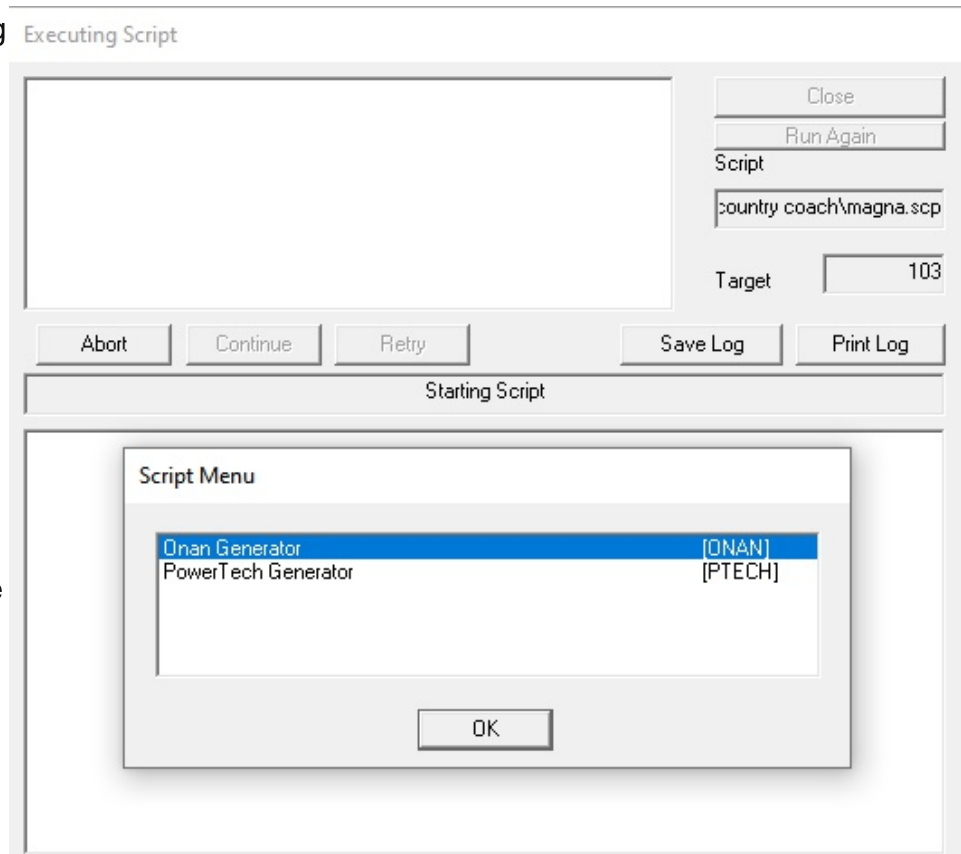 g
Executing Script
Close
Run Again
Script
country coach\magna.scp
Target 103
Abort Continue Retry Save Log Print Log
Starting Script
Script Menu
Onan Generator [ONAN]
PowerTech Generator [PTECH]
e
OK